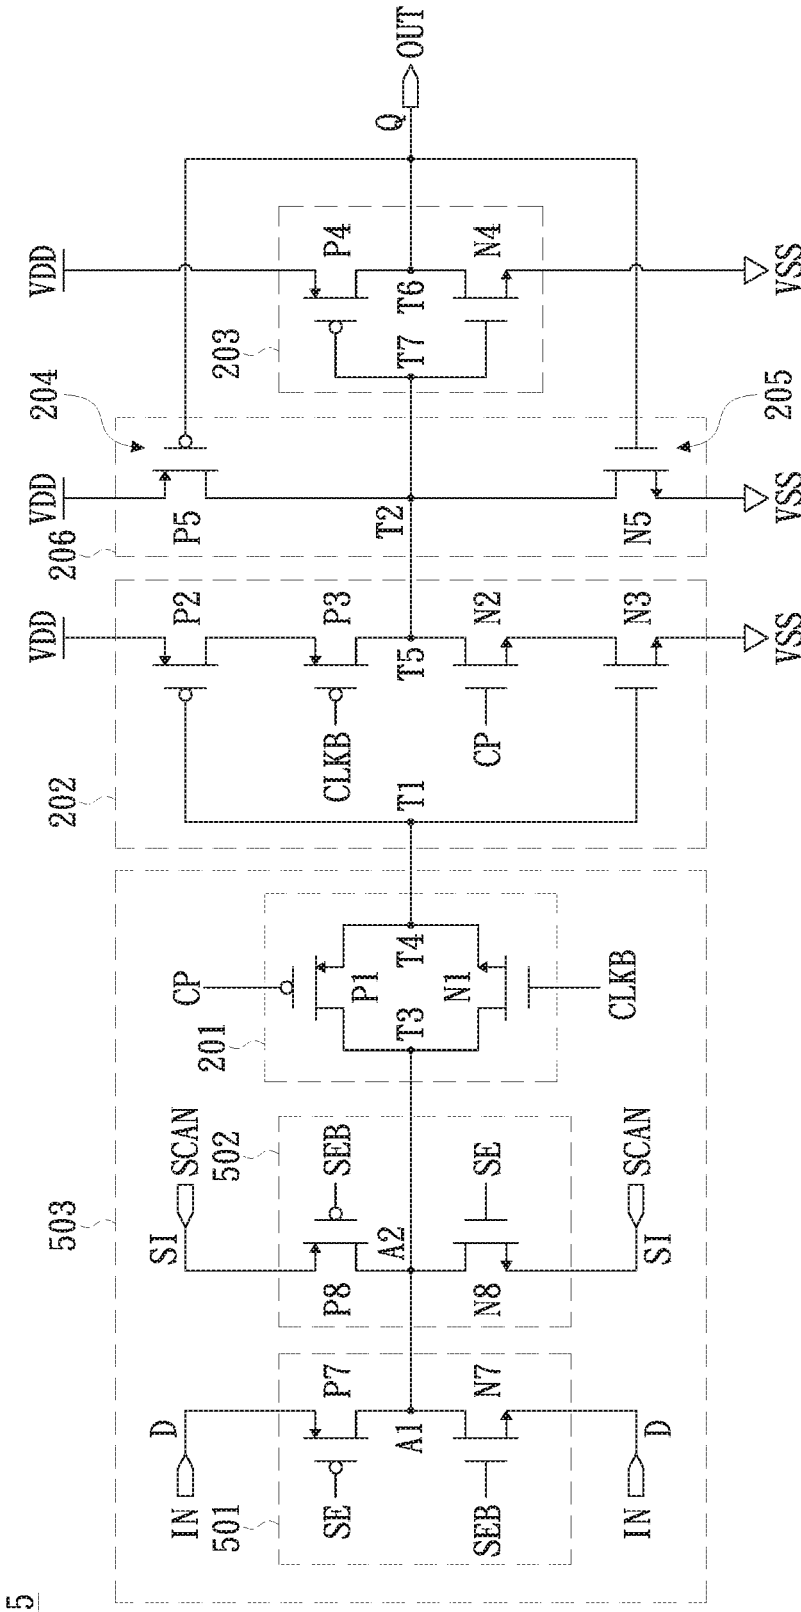 5
503
501
IN
D
SE
P7
A1
SEB
N7
IN
D
502
SCAN
SI
P8
SEB
A2
N8
SE
SI
SCAN
201
CP
P1
T3
T4
N1
CLKB
202
T1
VDD
P2
CLKB
P3
T5
CP
N2
N3
VSS
206
204
VDD
P5
T2
N5
205
VSS
203
VDD
P4
T7
T6
N4
VSS
Q
OUT